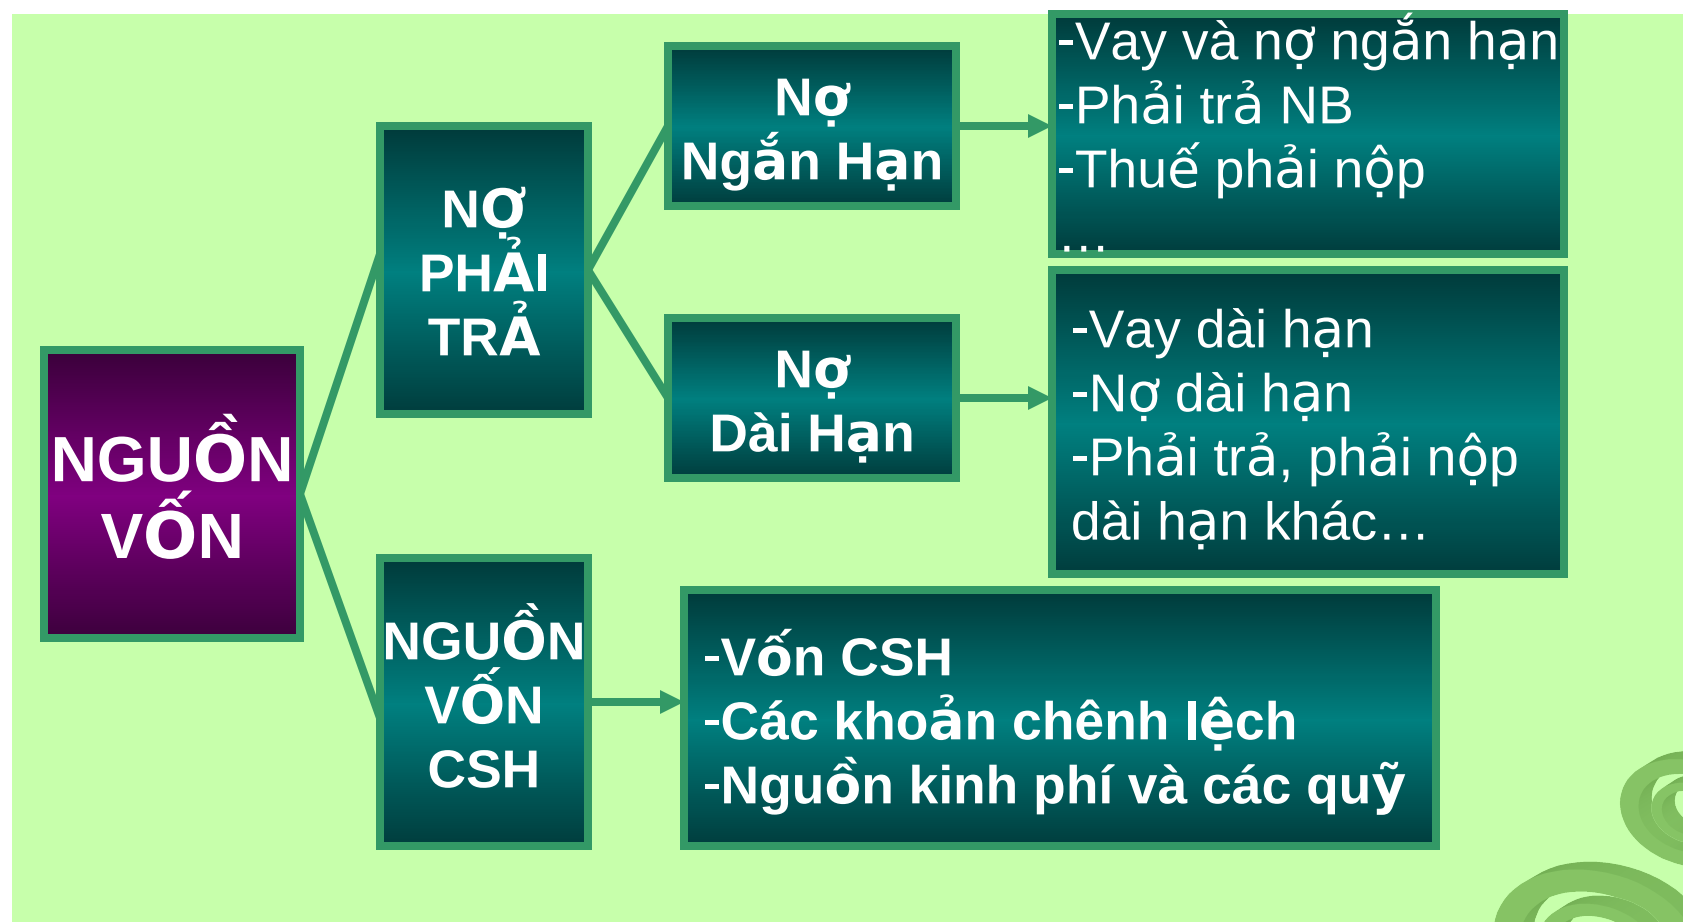 NGUỒN
VỐN
NỢ
PHẢI
TRẢ
Nợ
Ngắn Hạn
-Vay và nợ ngắn hạn
-Phải trả NB
-Thuế phải nộp
…
Nợ
Dài Hạn
-Vay dài hạn
-Nợ dài hạn
-Phải trả, phải nộp
dài hạn khác…
NGUỒN
VỐN
CSH
-Vốn CSH
-Các khoản chênh lệch
-Nguồn kinh phí và các quỹ